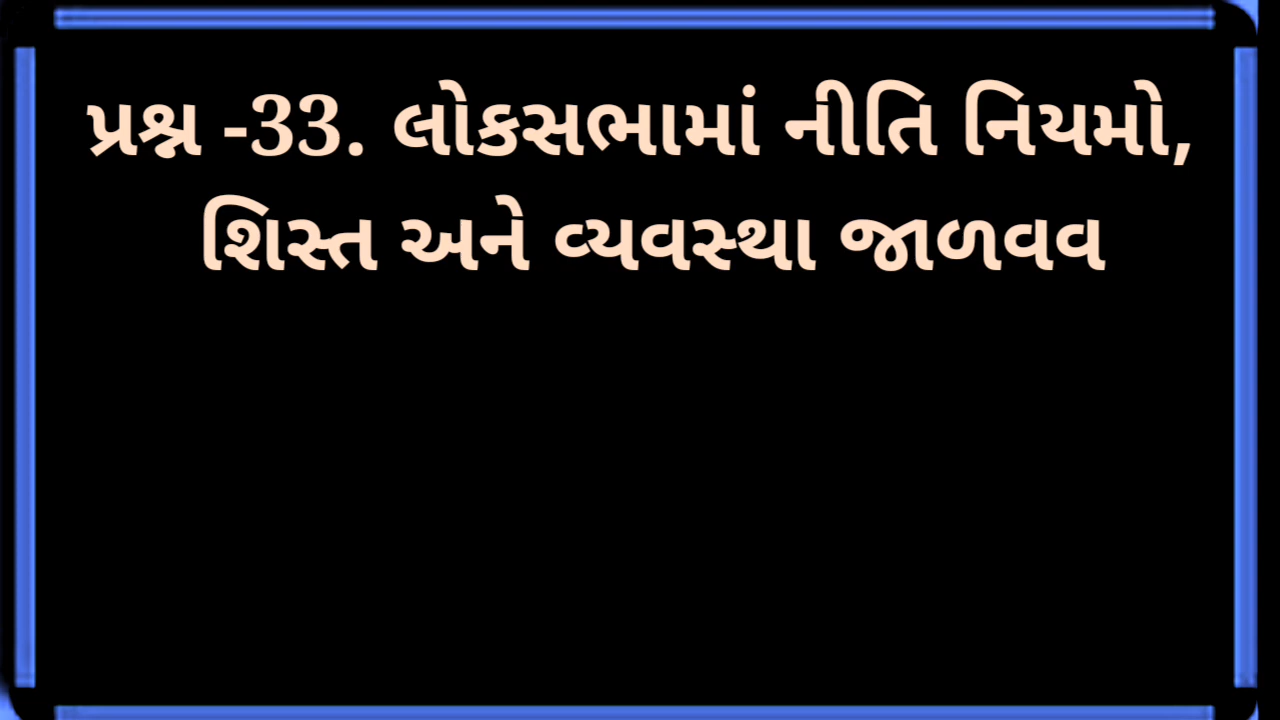 પ્રશ્ન -33. લોકસભામાં નીતિ નિયમો,
શિસ્ત અને વ્યવસ્થા જાળવવ